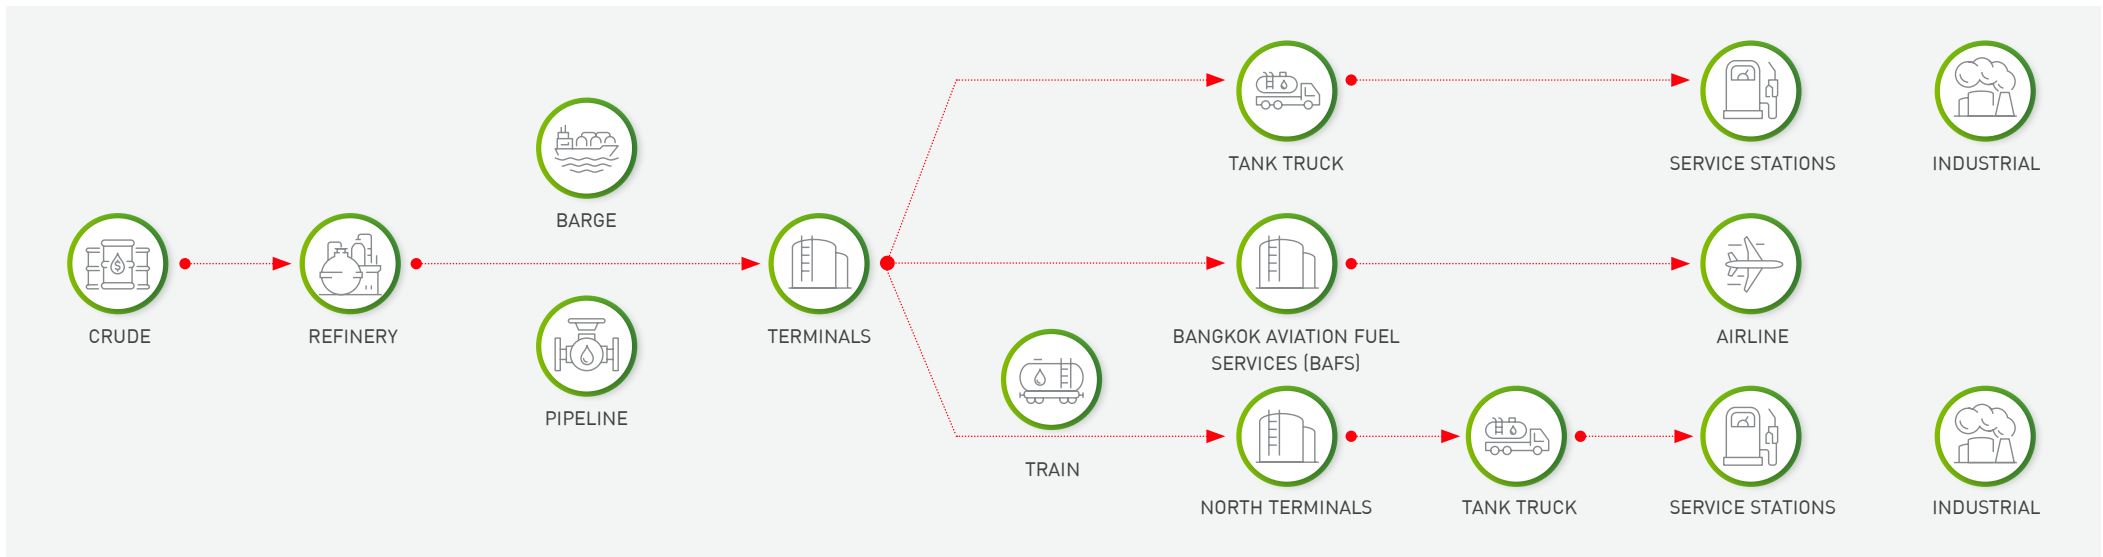 TANK TRUCK
SERVICE STATIONS
INDUSTRIAL
BARGE
CRUDE
REFINERY
TERMINALS
BANGKOK AVIATION FUEL
SERVICES (BAFS)
AIRLINE
PIPELINE
TRAIN
NORTH TERMINALS
TANK TRUCK
SERVICE STATIONS
INDUSTRIAL